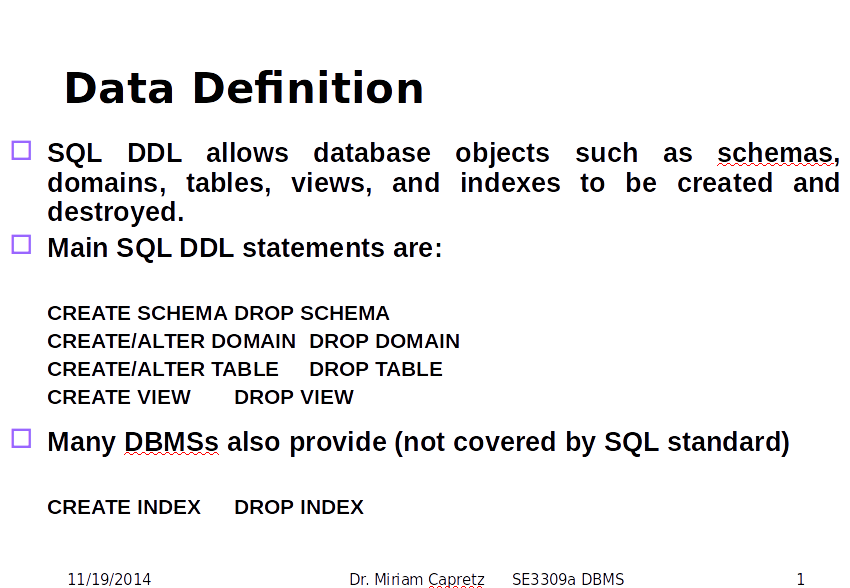 Data Definition
SQL DDL allows database objects such as schemas,
domains, tables, views, and indexes to be created and
destroyed.
Main SQL DDL statements are:
CREATE SCHEMA DROP SCHEMA
CREATE/ALTER DOMAIN DROP DOMAIN
CREATE/ALTER TABLE DROP TABLE
CREATE VIEW DROP VIEW
Many DBMSs also provide (not covered by SQL standard)
CREATE INDEX DROP INDEX
11/19/2014 Dr. Miriam Capretz SE3309a DBMS 1